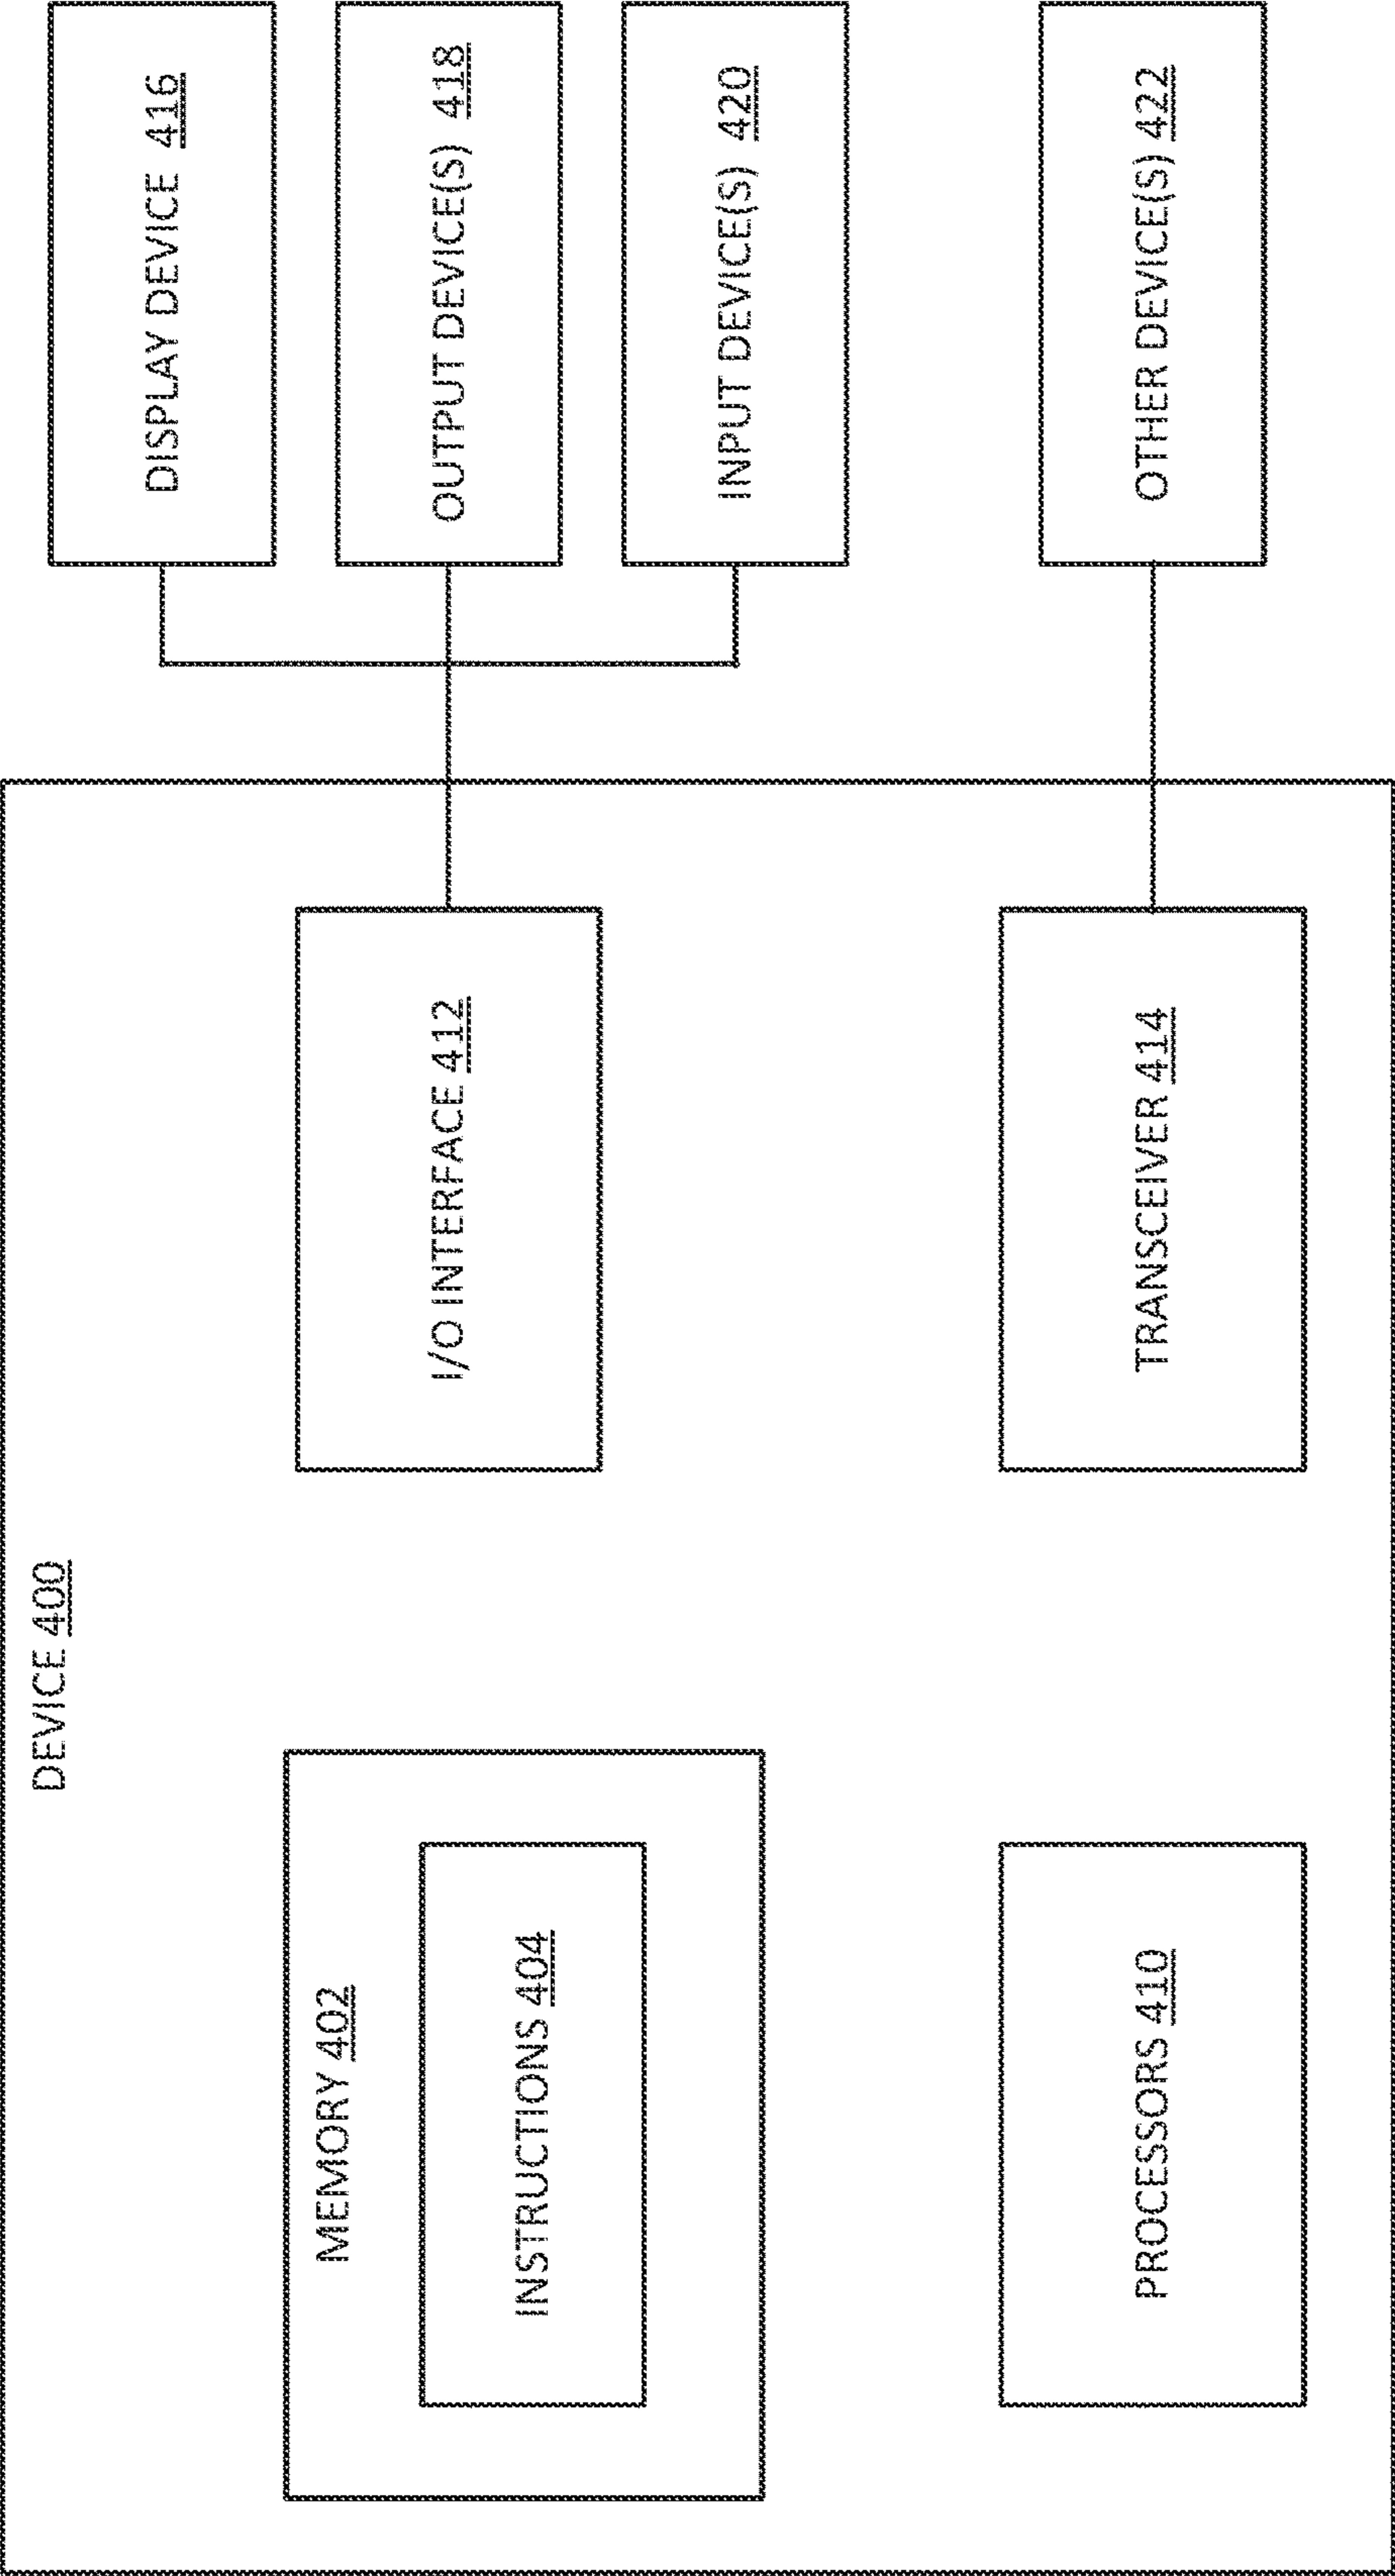 DEVICE 400
MEMORY 402
INSTRUCTIONS 404
PROCESSORS 410
I/O INTERFACE 412
TRANSCEIVER 414
DISPLAY DEVICE 416
OUTPUT DEVICE(S) 418
INPUT DEVICE(S) 420
OTHER DEVICE(S) 422